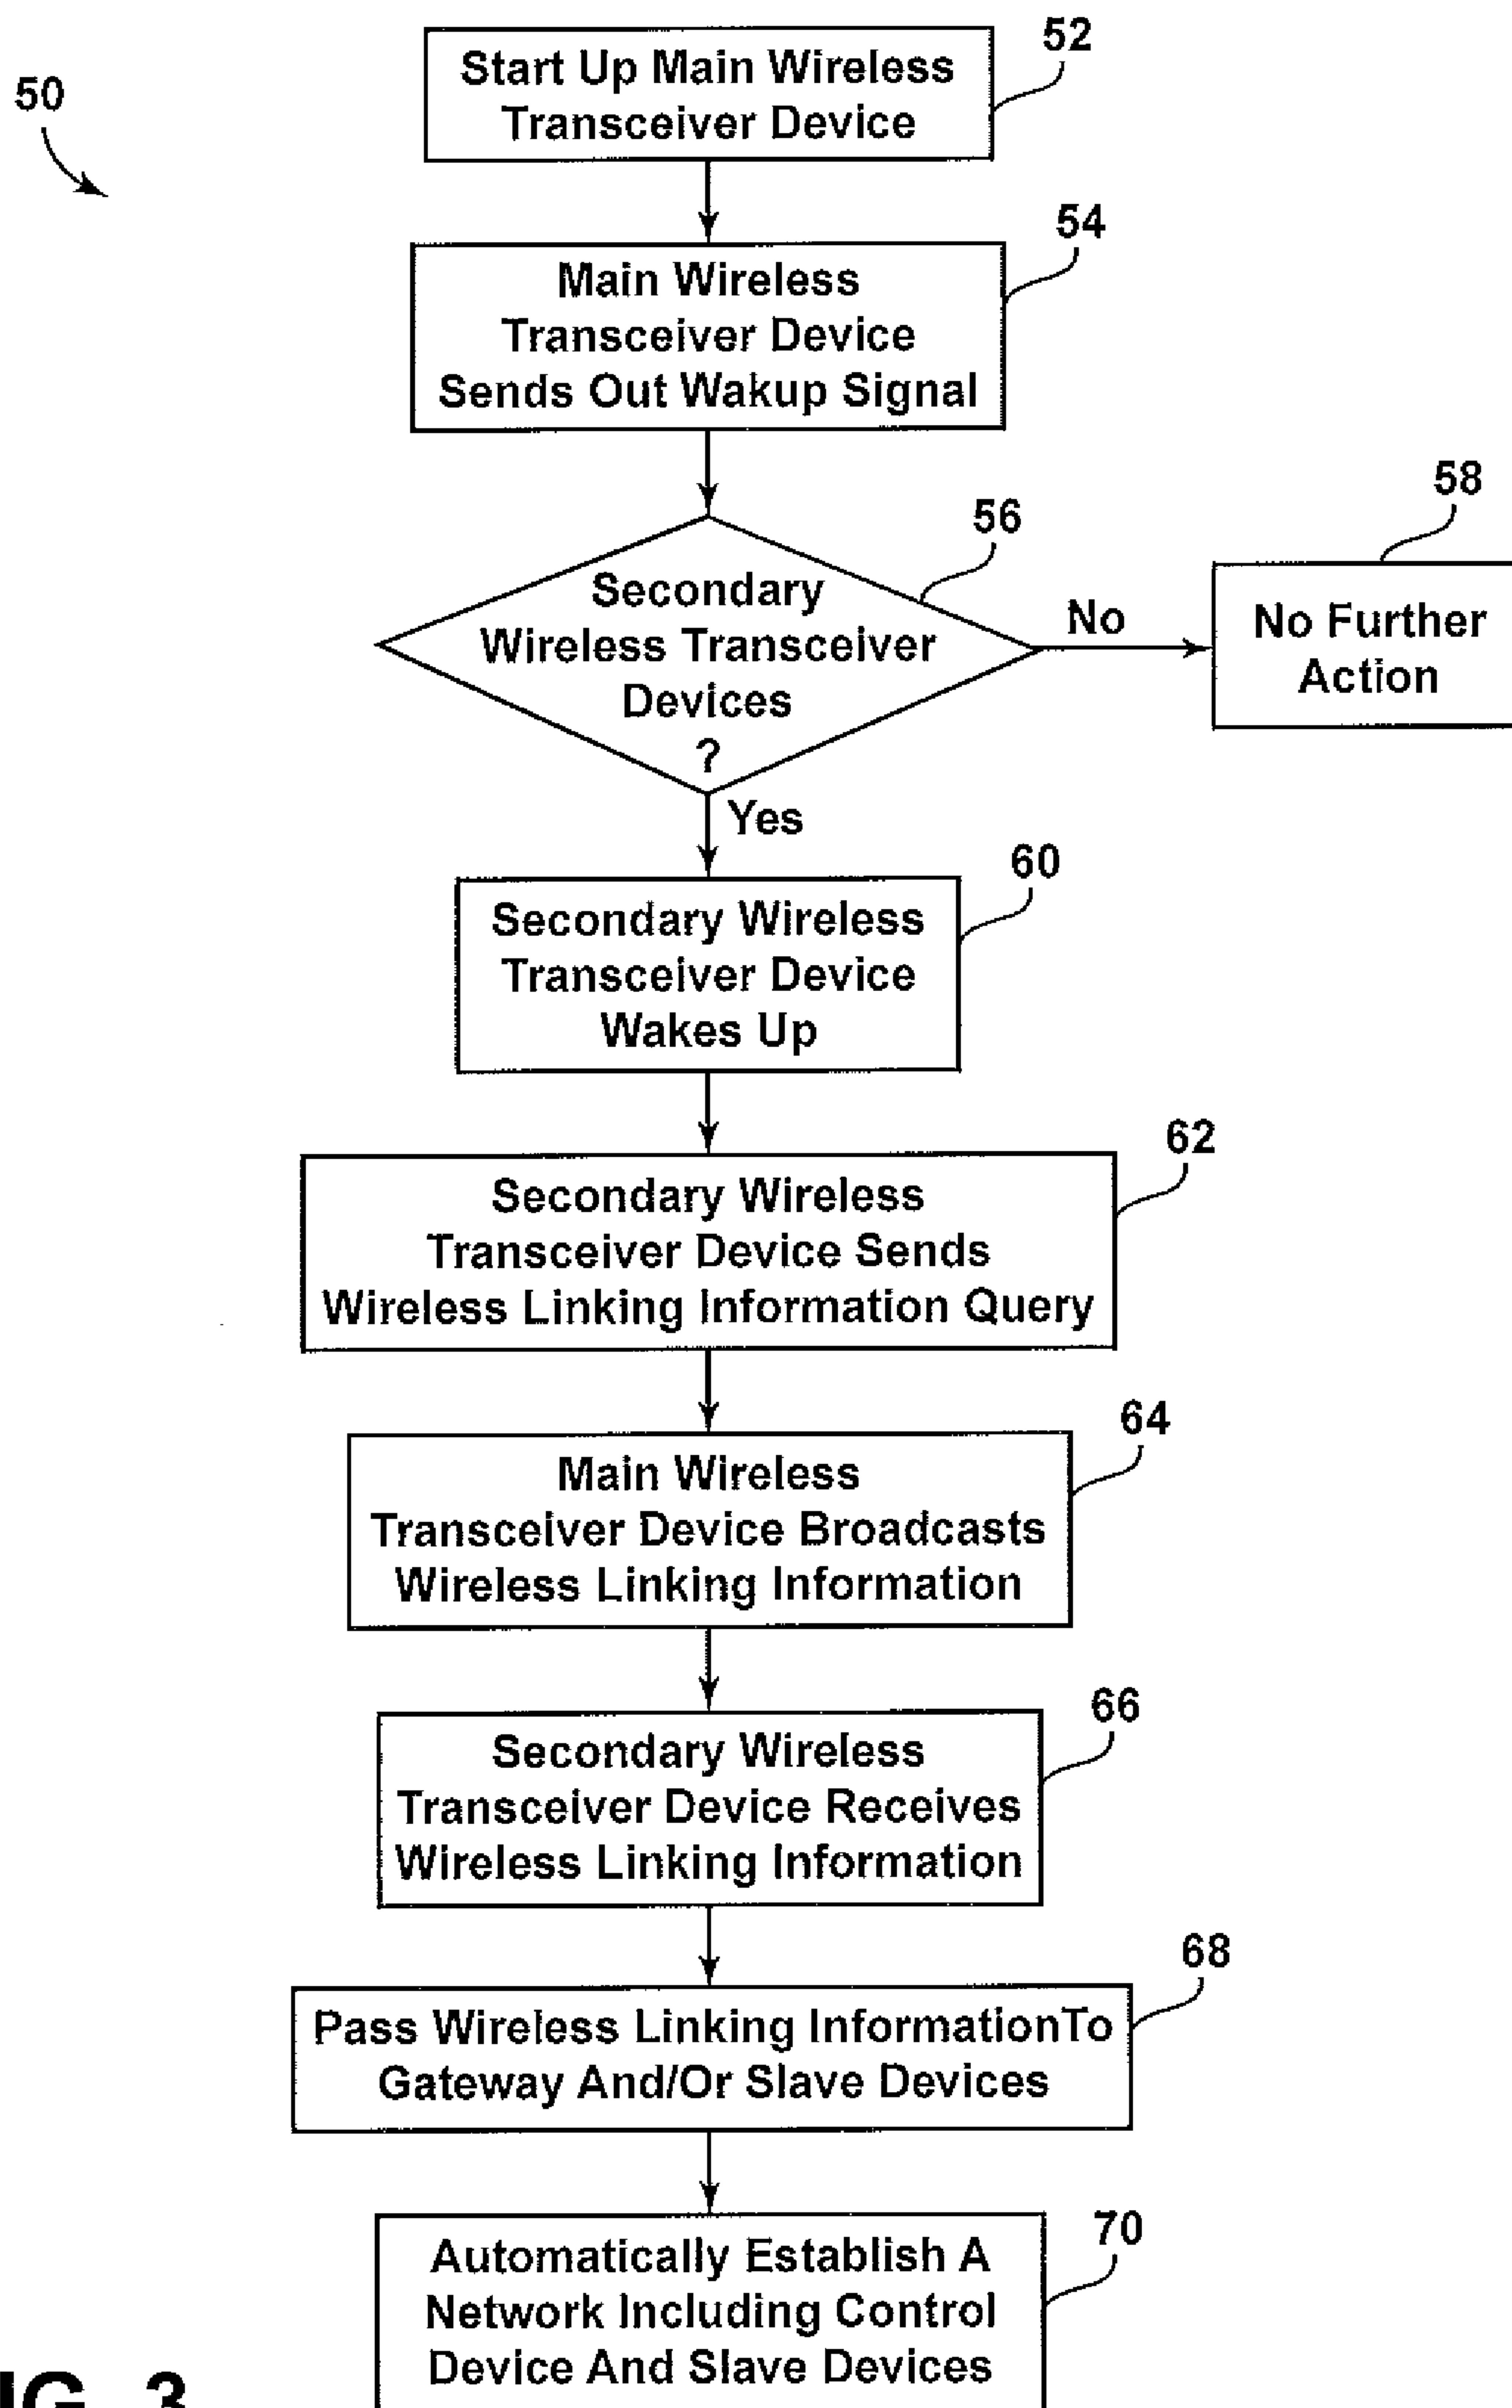 52
Start Up Main Wireless
Transceiver Device
50
54
Main Wireless
Transceiver Device
Sends Out Wakup Signal
58
56
Secondary
Wireless Transceiver
Devices
?
No
No Further
Action
Yes
60
Secondary Wireless
Transceiver Device
Wakes Up
62
Secondary Wireless
Transceiver Device Sends
Wireless Linking Information Query
64
Main Wireless
Transceiver Device Broadcasts
Wireless Linking Information
66
Secondary Wireless
Transceiver Device Receives
Wireless Linking Information
68
Pass Wireless Linking InformationTo
Gateway And/Or Slave Devices
70
Automatically Establish A
Network Including Control
Device And Slave Devices
3